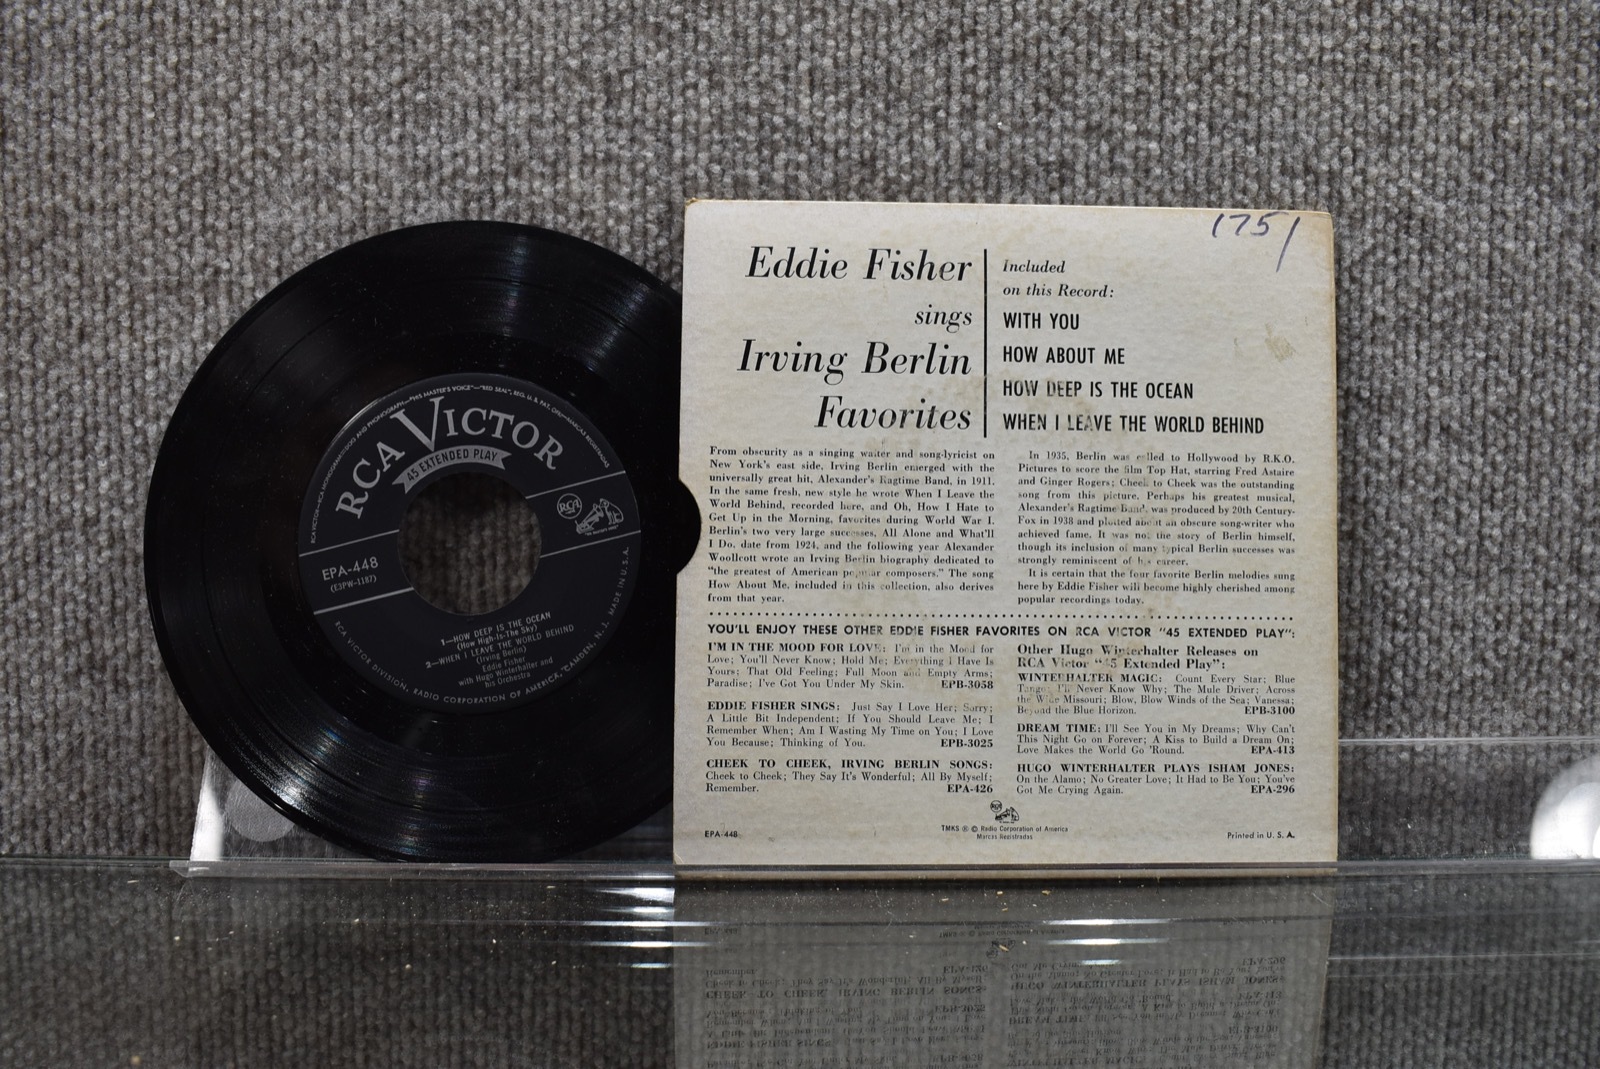 RCA VICTOR
45 EXTENDED PLAY
RCA
EPA-448
(E3PW-1187)
1—HOW DEEP IS THE OCEAN
(How High-Is-The Sky)
2—WHEN I LEAVE THE WORLD BEHIND
(Irving Berlin)
Eddie Fisher
with Hugo Winterhalter and
his Orchestra
RCA VICTOR DIVISION, RADIO CORPORATION OF AMERICA, CAMDEN, N. J. MADE IN U.S.A.
1751
Eddie Fisher
sings
Irving Berlin
Favorites
Included
on this Record:
WITH YOU
HOW ABOUT ME
HOW DEEP IS THE OCEAN
WHEN I LEAVE THE WORLD BEHIND
From obscurity as a singing waiter and song-lyricist on
New York's east side, Irving Berlin emerged with the
universally great hit, Alexander's Ragtime Band, in 1911.
In the same fresh, new style he wrote When I Leave the
World Behind, recorded here, and Oh, How I Hate to
Get Up in the Morning, favorites during World War I.
Berlin's two very large successes, All Alone and What'll
I Do, date from 1924, and the following year Alexander
Woollcott wrote an Irving Berlin biography dedicated to
"the greatest of American popular composers." The song
How About Me, included in this collection, also derives
from that year.
In 1935, Berlin was called to Hollywood by R.K.O.
Pictures to score the film Top Hat, starring Fred Astaire
and Ginger Rogers; Cheek to Cheek was the outstanding
song from this picture. Perhaps his greatest musical,
Alexander's Ragtime Band, was produced by 20th Century-
Fox in 1938 and plotted about an obscure song-writer who
achieved fame. It was not the story of Berlin himself,
though its inclusion of many typical Berlin successes was
strongly reminiscent of his career.
It is certain that the four favorite Berlin melodies sung
here by Eddie Fisher will become highly cherished among
popular recordings today.
YOU'LL ENJOY THESE OTHER EDDIE FISHER FAVORITES ON RCA VICTOR "45 EXTENDED PLAY":
I'M IN THE MOOD FOR LOVE: I'm in the Mood for
Love; You'll Never Know; Hold Me; Everything I Have Is
Yours; That Old Feeling; Full Moon and Empty Arms;
Paradise; I've Got You Under My Skin. EPB-3058
EDDIE FISHER SINGS: Just Say I Love Her; Sorry;
A Little Bit Independent; If You Should Leave Me; I
Remember When; Am I Wasting My Time on You; I Love
You Because; Thinking of You. EPB-3025
CHEEK TO CHEEK, IRVING BERLIN SONGS:
Cheek to Cheek; They Say It's Wonderful; All By Myself;
Remember. EPA-426
Other Hugo Winterhalter Releases on
RCA Victor "45 Extended Play":
WINTERHALTER MAGIC: Count Every Star; Blue
Tango; I'll Never Know Why; The Mule Driver; Across
the Wide Missouri; Blow, Blow Winds of the Sea; Vanessa;
Beyond the Blue Horizon. EPB-3100
DREAM TIME: I'll See You in My Dreams; Why Can't
This Night Go on Forever; A Kiss to Build a Dream On;
Love Makes the World Go 'Round. EPA-413
HUGO WINTERHALTER PLAYS ISHAM JONES:
On the Alamo; No Greater Love; It Had to Be You; You've
Got Me Crying Again. EPA-296
RCA
EPA-448
TMKS ® © Radio Corporation of America
Marcas Registradas
Printed in U. S. A.